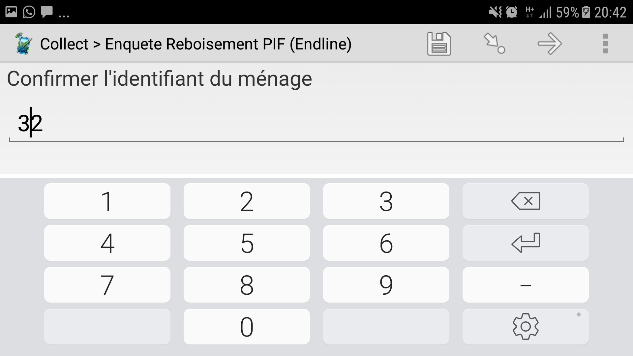 ... H+ 59% 20:42
Collect > Enquete Reboisement PIF (Endline)
Confirmer l'identifiant du ménage
32
1 2 3
4 5 6
7 8 9 –
0